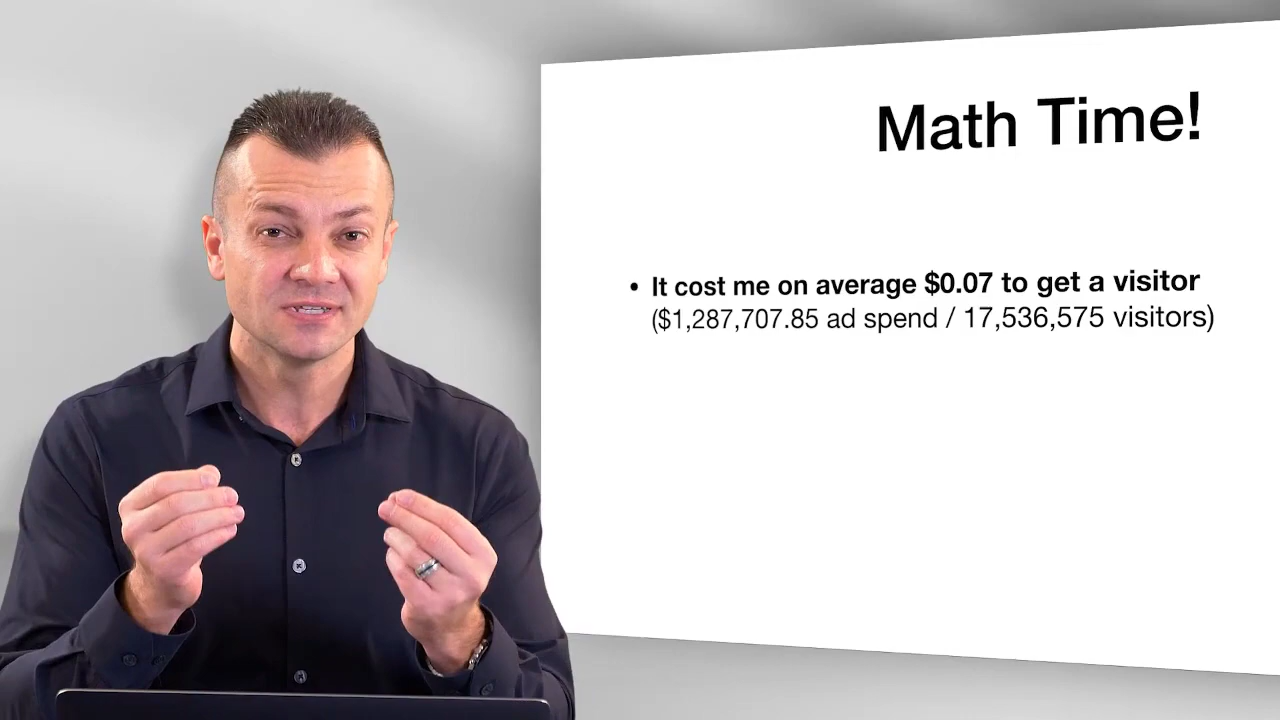 Math Time!
• It cost me on average $0.07 to get a visitor
($1,287,707.85 ad spend / 17,536,575 visitors)